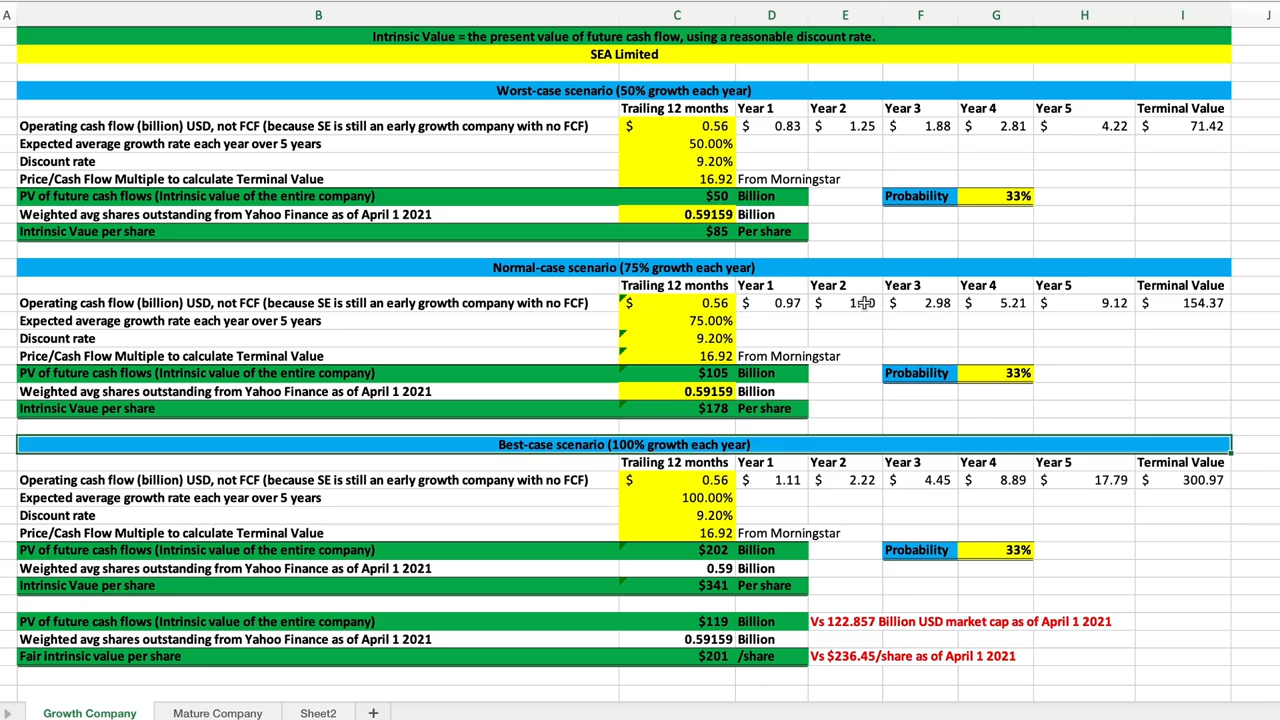 A B C D E F G H I J
Intrinsic Value = the present value of future cash flow, using a reasonable discount rate.
SEA Limited
Worst-case scenario (50% growth each year)
Trailing 12 months Year 1 Year 2 Year 3 Year 4 Year 5 Terminal Value
Operating cash flow (billion) USD, not FCF (because SE is still an early growth company with no FCF) $ 0.56 $ 0.83 $ 1.25 $ 1.88 $ 2.81 $ 4.22 $ 71.42
Expected average growth rate each year over 5 years 50.00%
Discount rate 9.20%
Price/Cash Flow Multiple to calculate Terminal Value 16.92 From Morningstar
PV of future cash flows (Intrinsic value of the entire company) $50 Billion Probability 33%
Weighted avg shares outstanding from Yahoo Finance as of April 1 2021 0.59159 Billion
Intrinsic Vaue per share $85 Per share
Normal-case scenario (75% growth each year)
Trailing 12 months Year 1 Year 2 Year 3 Year 4 Year 5 Terminal Value
Operating cash flow (billion) USD, not FCF (because SE is still an early growth company with no FCF) $ 0.56 $ 0.97 $ $ 2.98 $ 5.21 $ 9.12 $ 154.37
Expected average growth rate each year over 5 years 75.00%
Discount rate 9.20%
Price/Cash Flow Multiple to calculate Terminal Value 16.92 From Morningstar
PV of future cash flows (Intrinsic value of the entire company) $105 Billion Probability 33%
Weighted avg shares outstanding from Yahoo Finance as of April 1 2021 0.59159 Billion
Intrinsic Vaue per share $178 Per share
Best-case scenario (100% growth each year)
Trailing 12 months Year 1 Year 2 Year 3 Year 4 Year 5 Terminal Value
Operating cash flow (billion) USD, not FCF (because SE is still an early growth company with no FCF) $ 0.56 $ 1.11 $ 2.22 $ 4.45 $ 8.89 $ 17.79 $ 300.97
Expected average growth rate each year over 5 years 100.00%
Discount rate 9.20%
Price/Cash Flow Multiple to calculate Terminal Value 16.92 From Morningstar
PV of future cash flows (Intrinsic value of the entire company) $202 Billion Probability 33%
Weighted avg shares outstanding from Yahoo Finance as of April 1 2021 0.59 Billion
Intrinsic Vaue per share $341 Per share
PV of future cash flows (Intrinsic value of the entire company) $119 Billion Vs 122.857 Billion USD market cap as of April 1 2021
Weighted avg shares outstanding from Yahoo Finance as of April 1 2021 0.59159 Billion
Fair intrinsic value per share $201 /share Vs $236.45/share as of April 1 2021
Growth Company Mature Company Sheet2 +